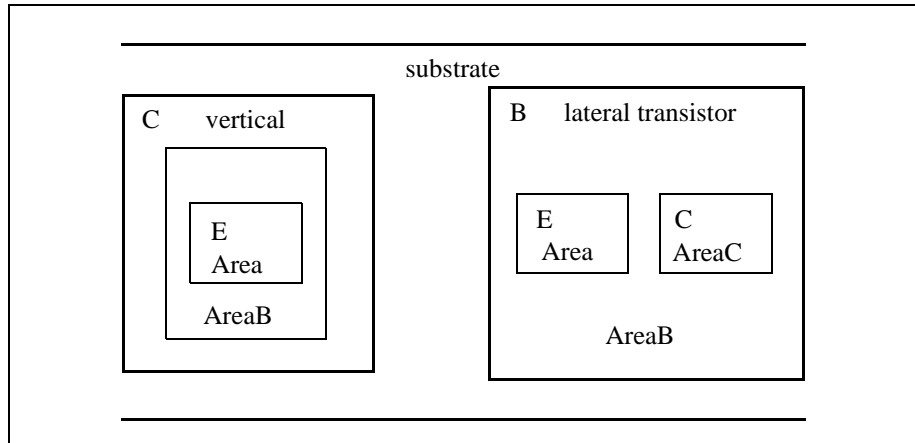 substrate
C vertical
E
Area
AreaB
B lateral transistor
E
Area
C
AreaC
AreaB